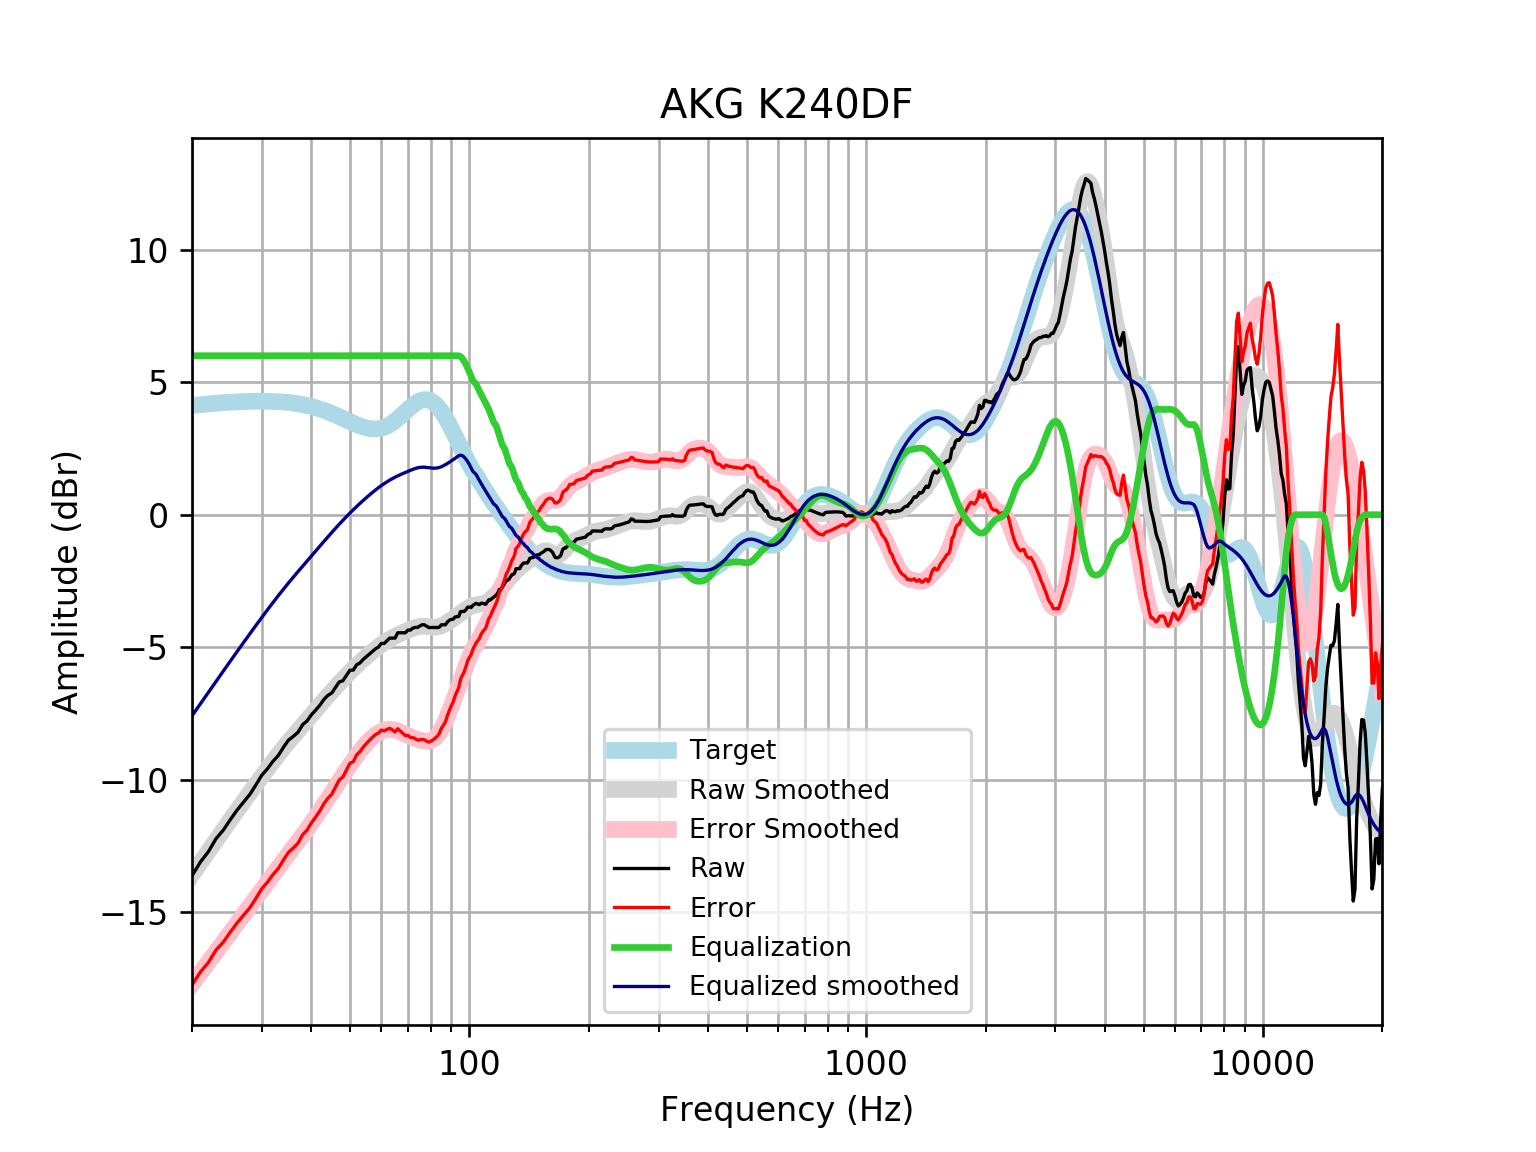 AKG K240DF
10
5
0
−5
−10
−15
Amplitude (dBr)
Target
Raw Smoothed
Error Smoothed
Raw
Error
Equalization
Equalized smoothed
100
1000
10000
Frequency (Hz)